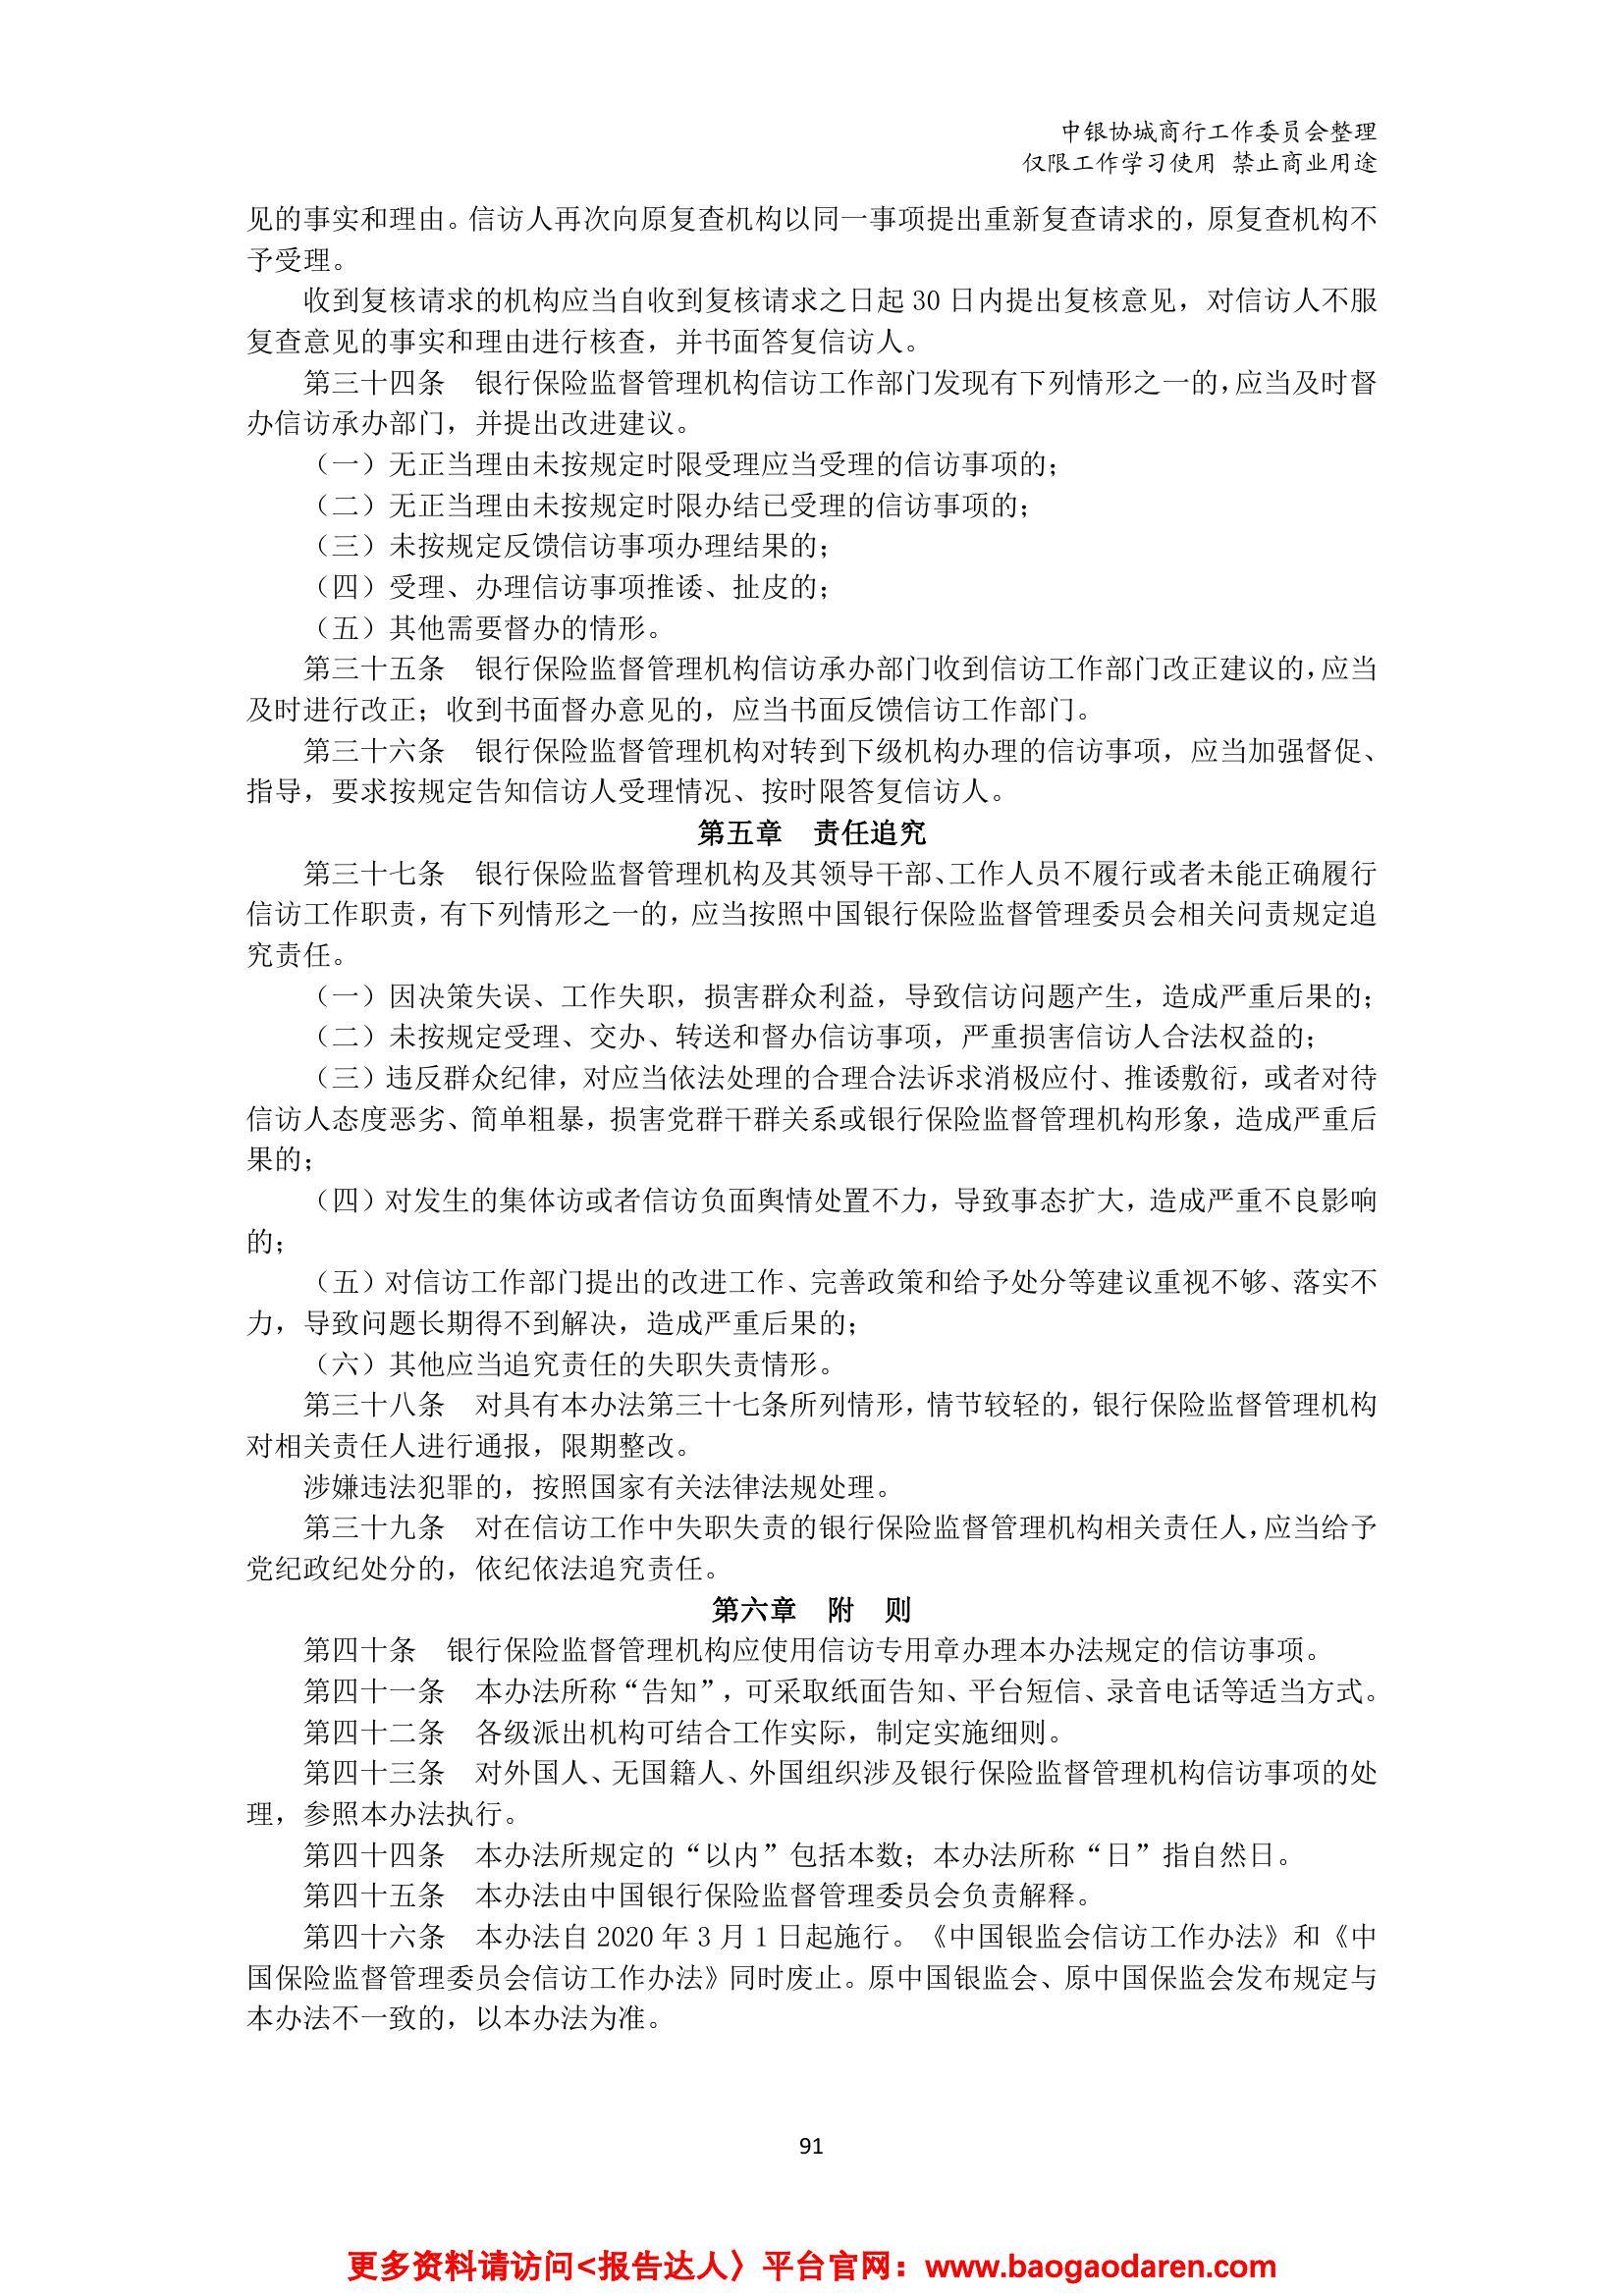 中银协城商行工作委员会整理
仅限工作学习使用 禁止商业用途
见的事实和理由。信访人再次向原复查机构以同一事项提出重新复查请求的，原复查机构不
予受理。
收到复核请求的机构应当自收到复核请求之日起 30 日内提出复核意见，对信访人不服
复查意见的事实和理由进行核查，并书面答复信访人。
第三十四条　银行保险监督管理机构信访工作部门发现有下列情形之一的，应当及时督
办信访承办部门，并提出改进建议。
（一）无正当理由未按规定时限受理应当受理的信访事项的；
（二）无正当理由未按规定时限办结已受理的信访事项的；
（三）未按规定反馈信访事项办理结果的；
（四）受理、办理信访事项推诿、扯皮的；
（五）其他需要督办的情形。
第三十五条　银行保险监督管理机构信访承办部门收到信访工作部门改正建议的，应当
及时进行改正；收到书面督办意见的，应当书面反馈信访工作部门。
第三十六条　银行保险监督管理机构对转到下级机构办理的信访事项，应当加强督促、
指导，要求按规定告知信访人受理情况、按时限答复信访人。
第五章　责任追究
第三十七条　银行保险监督管理机构及其领导干部、工作人员不履行或者未能正确履行
信访工作职责，有下列情形之一的，应当按照中国银行保险监督管理委员会相关问责规定追
究责任。
（一）因决策失误、工作失职，损害群众利益，导致信访问题产生，造成严重后果的；
（二）未按规定受理、交办、转送和督办信访事项，严重损害信访人合法权益的；
（三）违反群众纪律，对应当依法处理的合理合法诉求消极应付、推诿敷衍，或者对待
信访人态度恶劣、简单粗暴，损害党群干群关系或银行保险监督管理机构形象，造成严重后
果的；
（四）对发生的集体访或者信访负面舆情处置不力，导致事态扩大，造成严重不良影响
的；
（五）对信访工作部门提出的改进工作、完善政策和给予处分等建议重视不够、落实不
力，导致问题长期得不到解决，造成严重后果的；
（六）其他应当追究责任的失职失责情形。
第三十八条　对具有本办法第三十七条所列情形，情节较轻的，银行保险监督管理机构
对相关责任人进行通报，限期整改。
涉嫌违法犯罪的，按照国家有关法律法规处理。
第三十九条　对在信访工作中失职失责的银行保险监督管理机构相关责任人，应当给予
党纪政纪处分的，依纪依法追究责任。
第六章　附　则
第四十条　银行保险监督管理机构应使用信访专用章办理本办法规定的信访事项。
第四十一条　本办法所称“告知”，可采取纸面告知、平台短信、录音电话等适当方式。
第四十二条　各级派出机构可结合工作实际，制定实施细则。
第四十三条　对外国人、无国籍人、外国组织涉及银行保险监督管理机构信访事项的处
理，参照本办法执行。
第四十四条　本办法所规定的“以内”包括本数；本办法所称“日”指自然日。
第四十五条　本办法由中国银行保险监督管理委员会负责解释。
第四十六条　本办法自 2020 年 3 月 1 日起施行。《中国银监会信访工作办法》和《中
国保险监督管理委员会信访工作办法》同时废止。原中国银监会、原中国保监会发布规定与
本办法不一致的，以本办法为准。
91
更多资料请访问<报告达人〉平台官网：www.baogaodaren.com